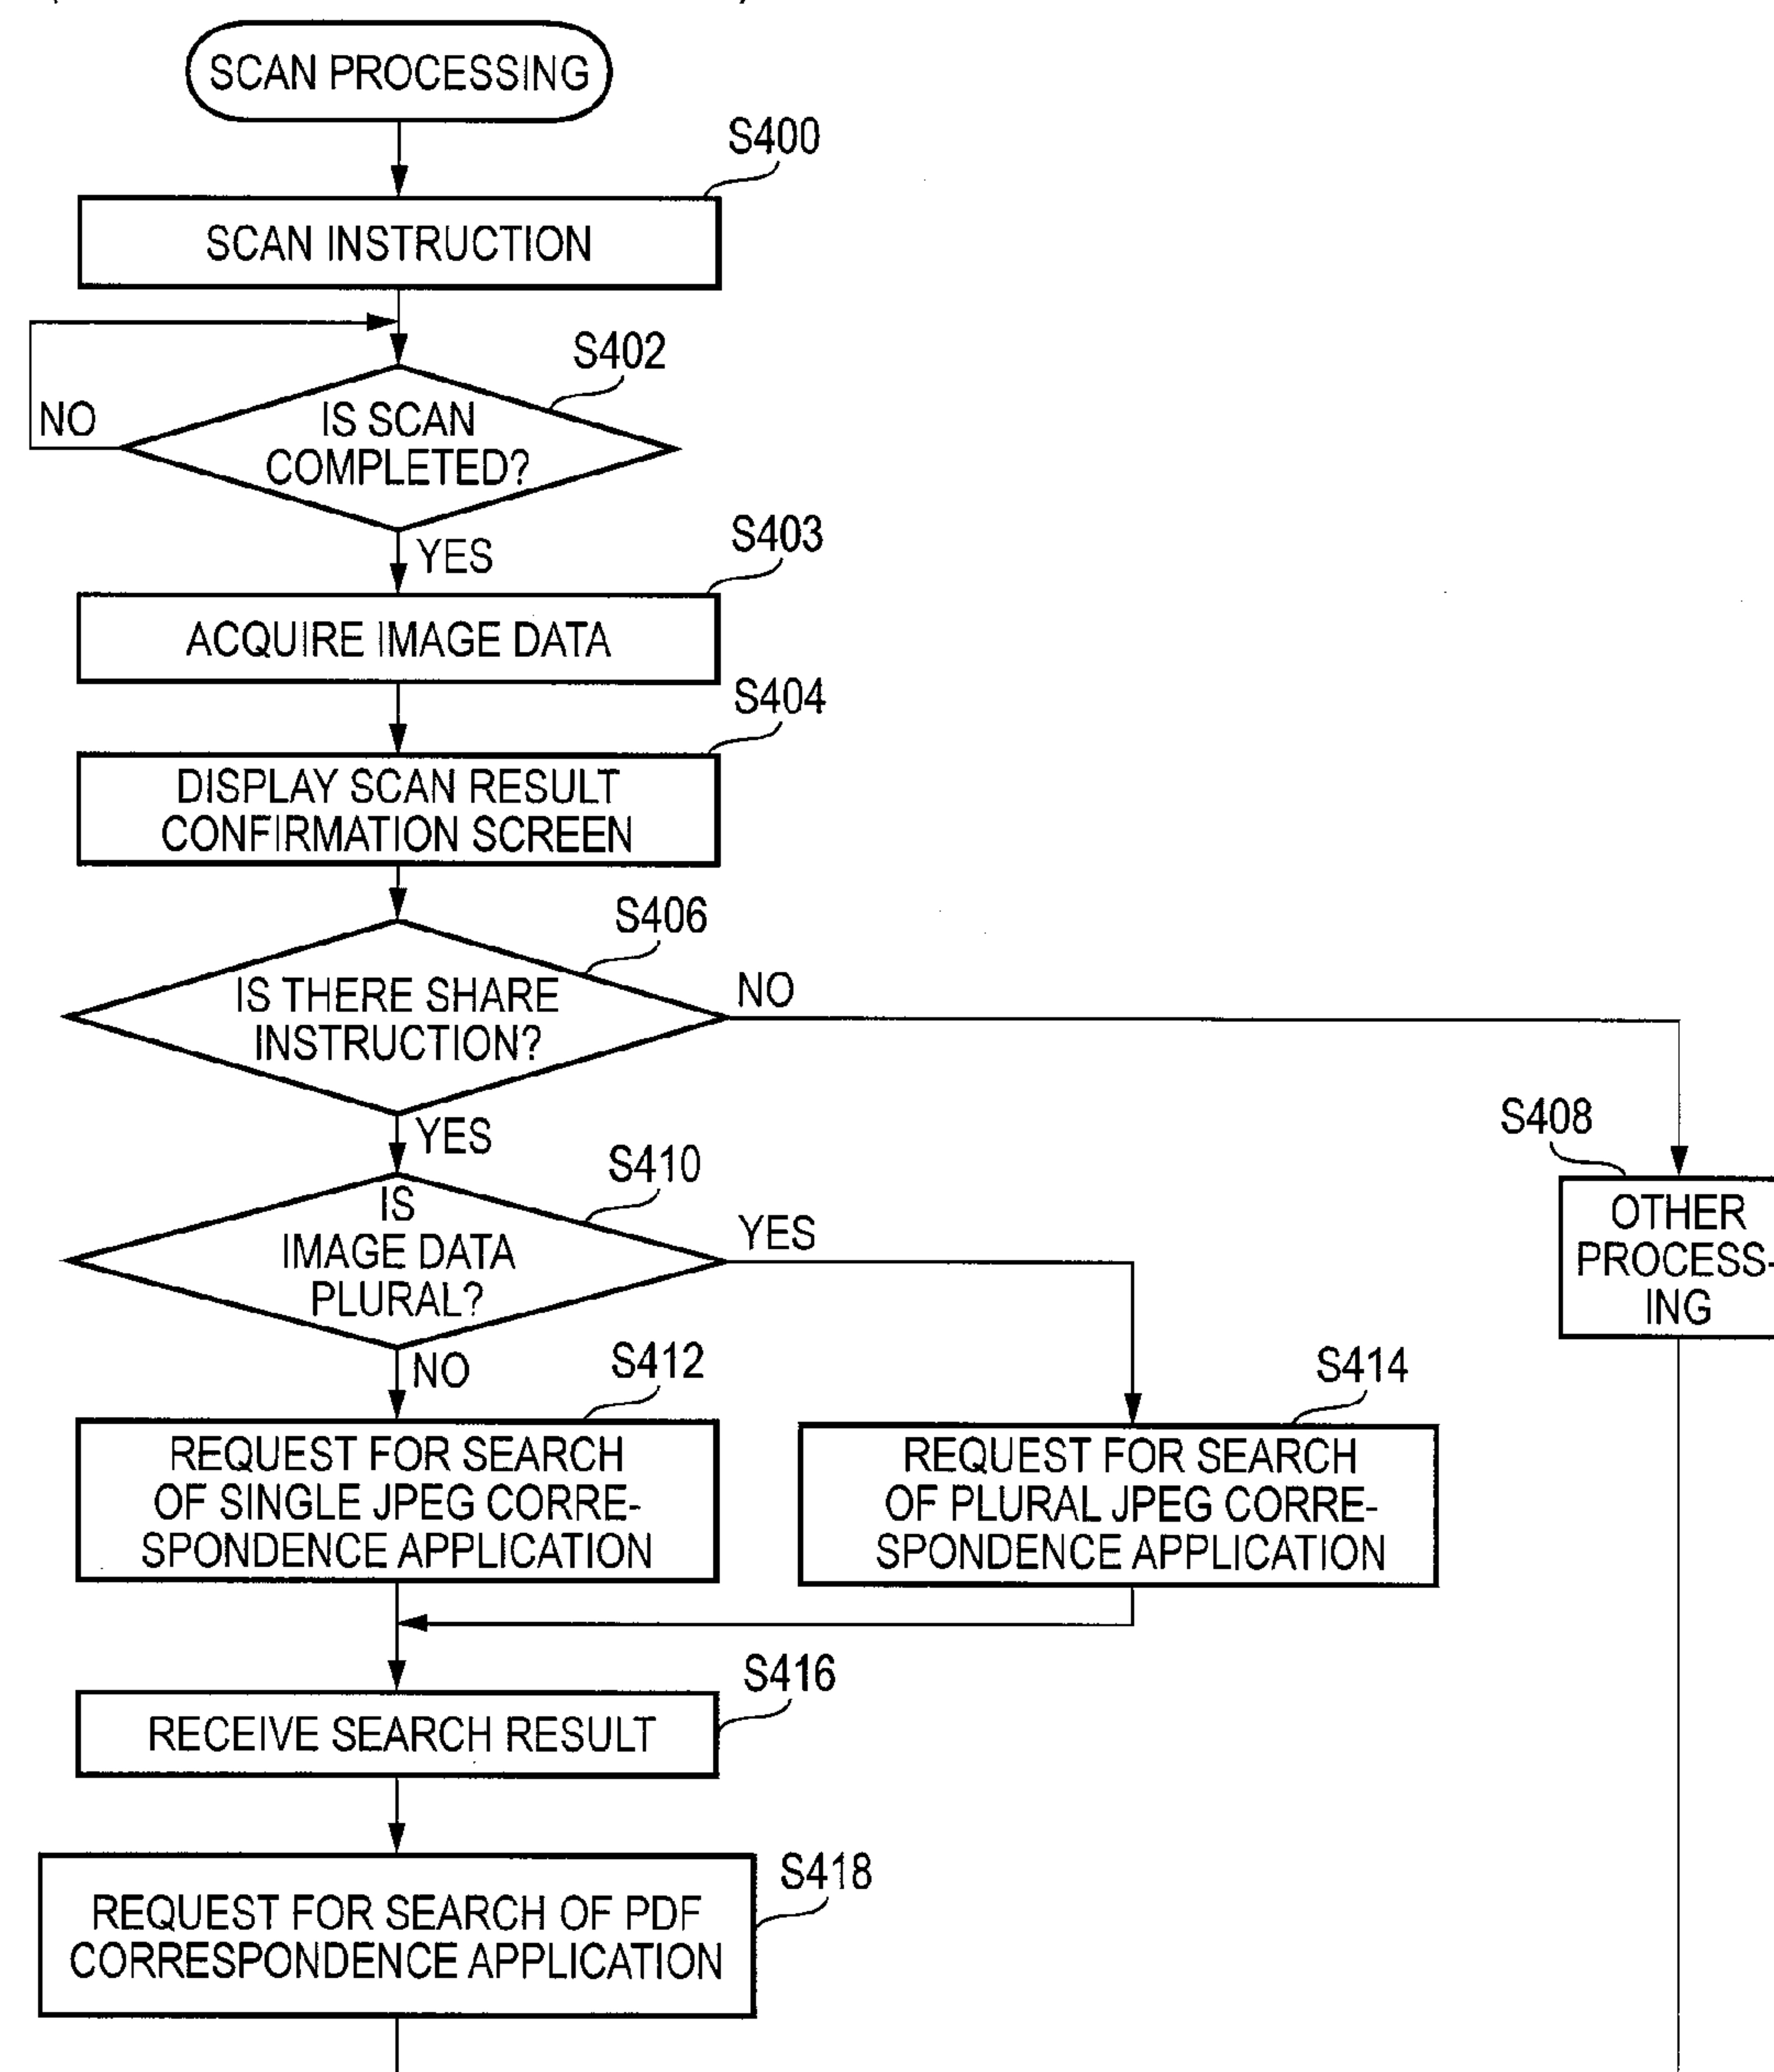 SCAN PROCESSING
S400
SCAN INSTRUCTION
S402
NO
IS SCAN
COMPLETED?
YES
S403
ACQUIRE IMAGE DATA
S404
DISPLAY SCAN RESULT
CONFIRMATION SCREEN
S406
IS THERE SHARE
INSTRUCTION?
NO
YES
S408
OTHER
PROCESS-
ING
S410
IS
IMAGE DATA
PLURAL?
YES
NO
S412
REQUEST FOR SEARCH
OF SINGLE JPEG CORRE-
SPONDENCE APPLICATION
S414
REQUEST FOR SEARCH
OF PLURAL JPEG CORRE-
SPONDENCE APPLICATION
S416
RECEIVE SEARCH RESULT
S418
REQUEST FOR SEARCH OF PDF
CORRESPONDENCE APPLICATION